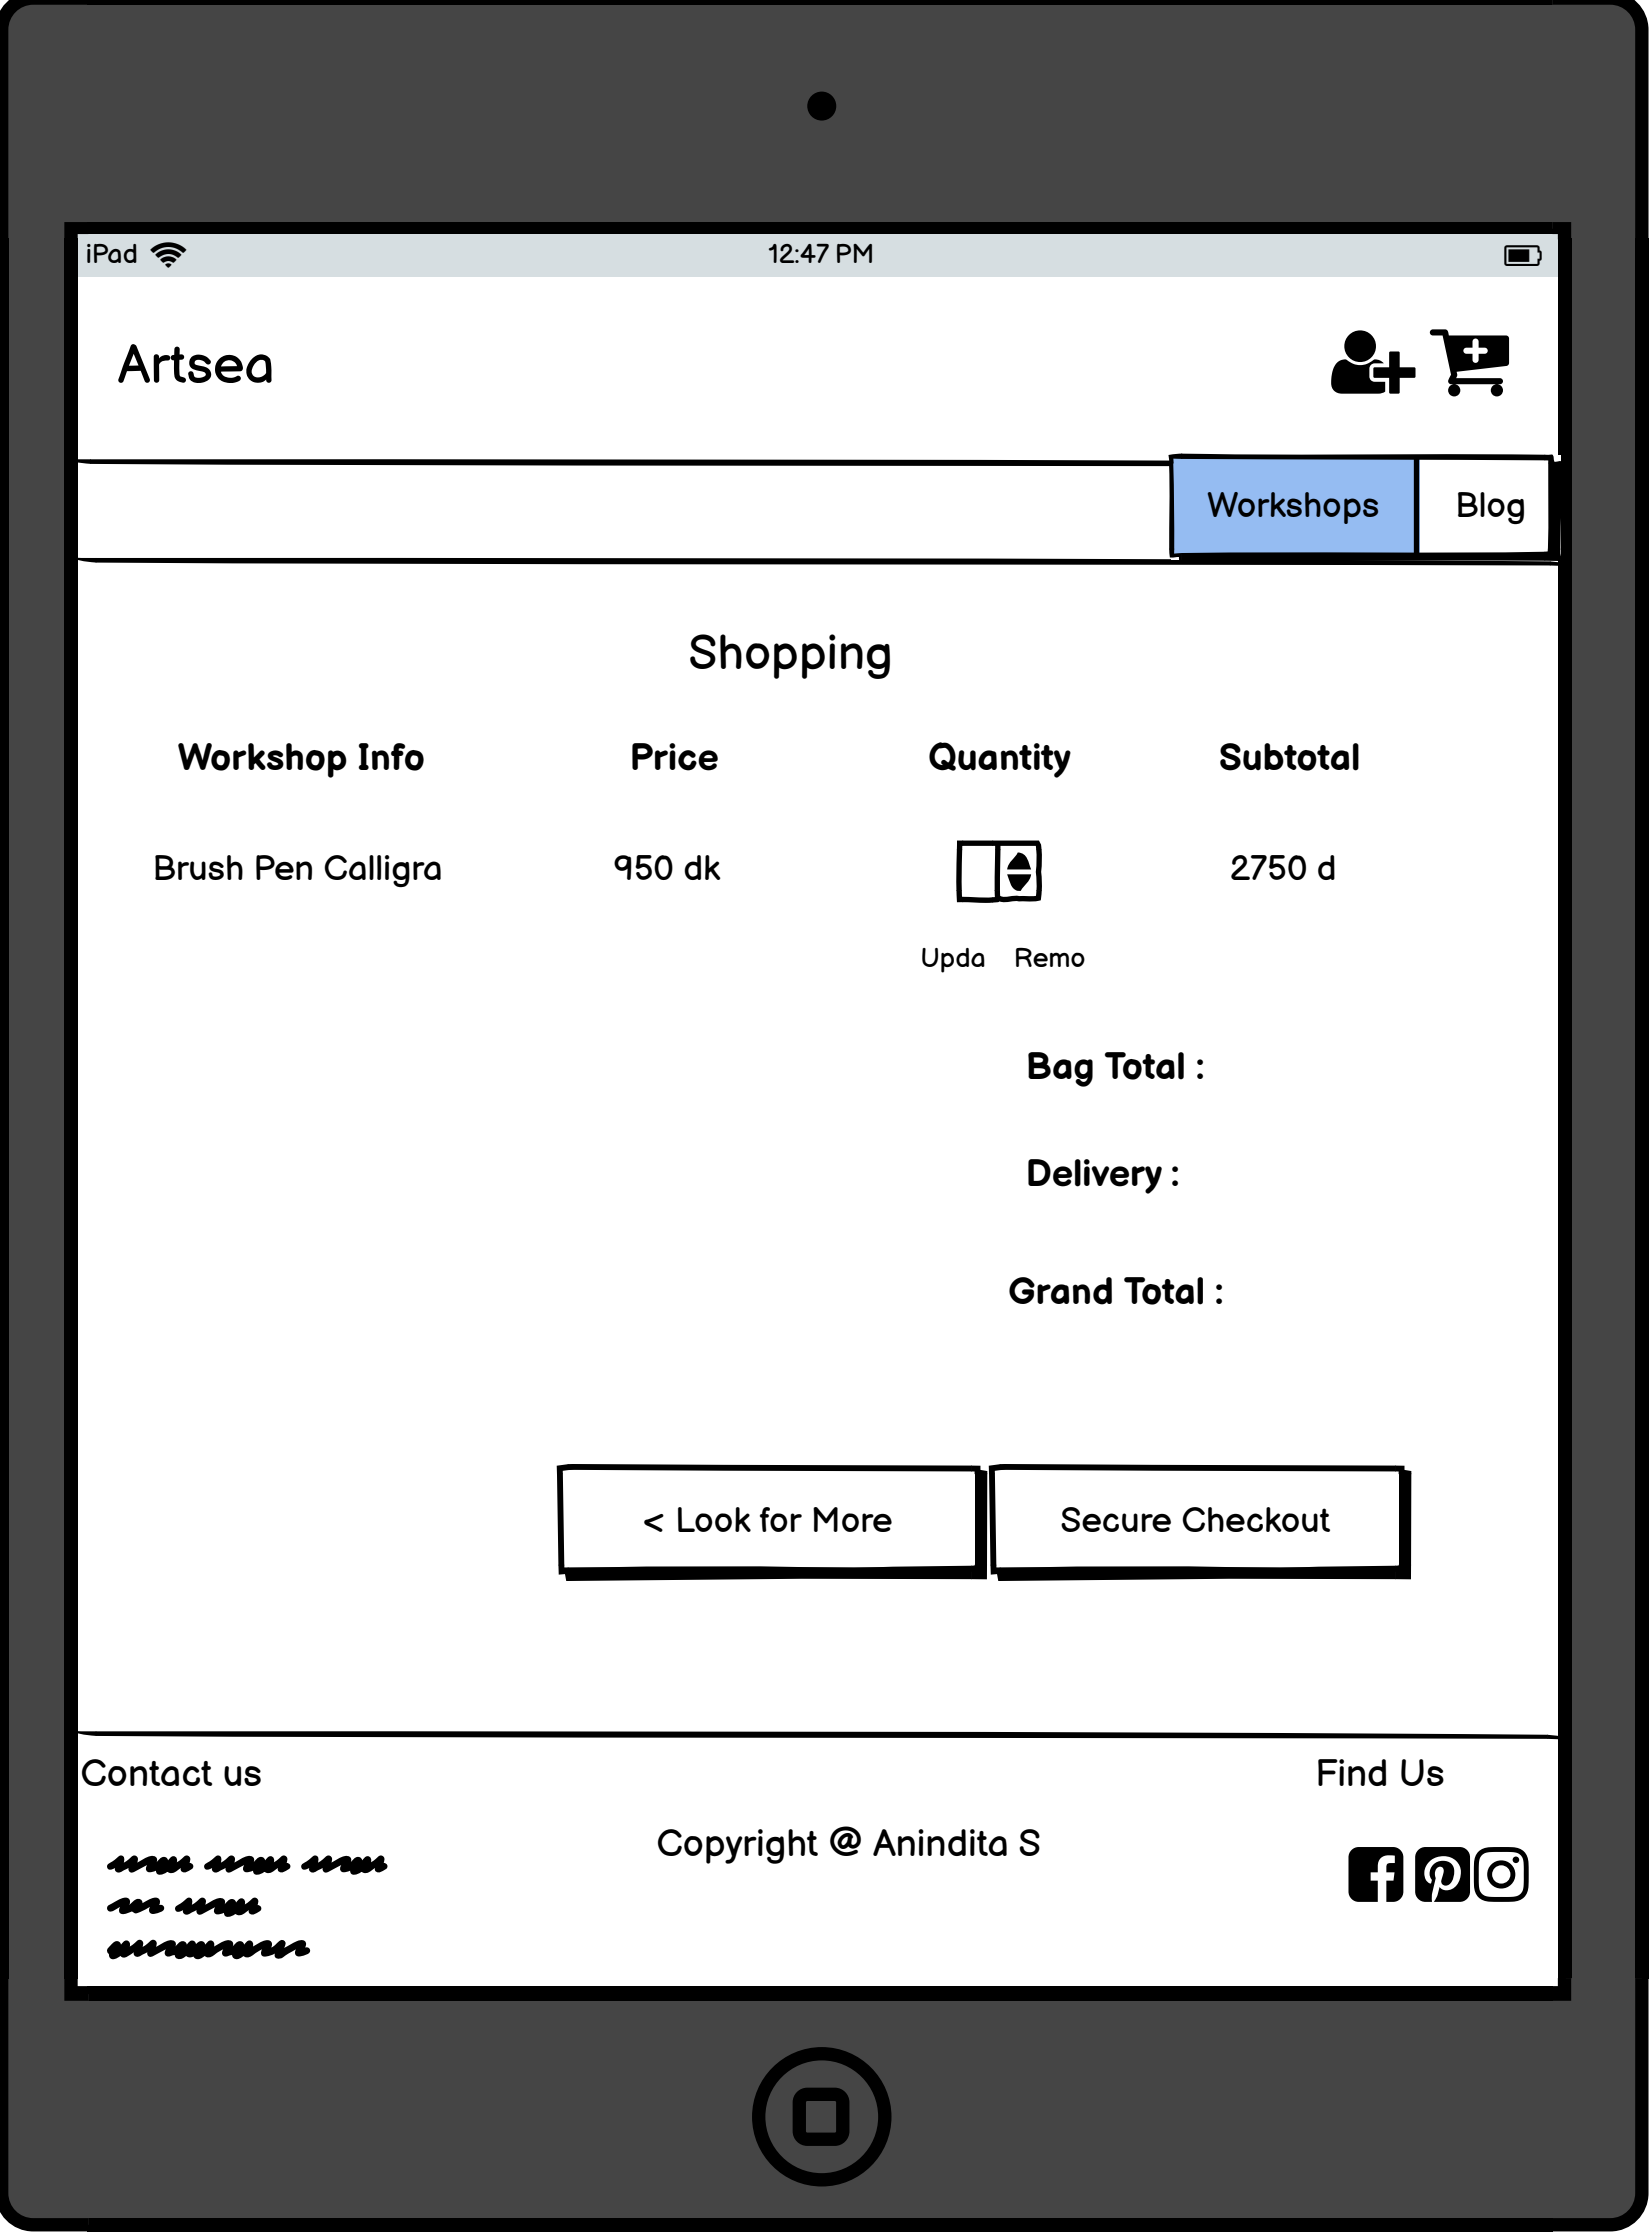 iPad 12:47 PM
Artsea
Workshops Blog
Shopping
Workshop Info Price Quantity Subtotal
Brush Pen Calligra 950 dk 2750 d
Upda Remo
Bag Total :
Delivery :
Grand Total :
< Look for More Secure Checkout
Contact us Find Us
Copyright @ Anindita S